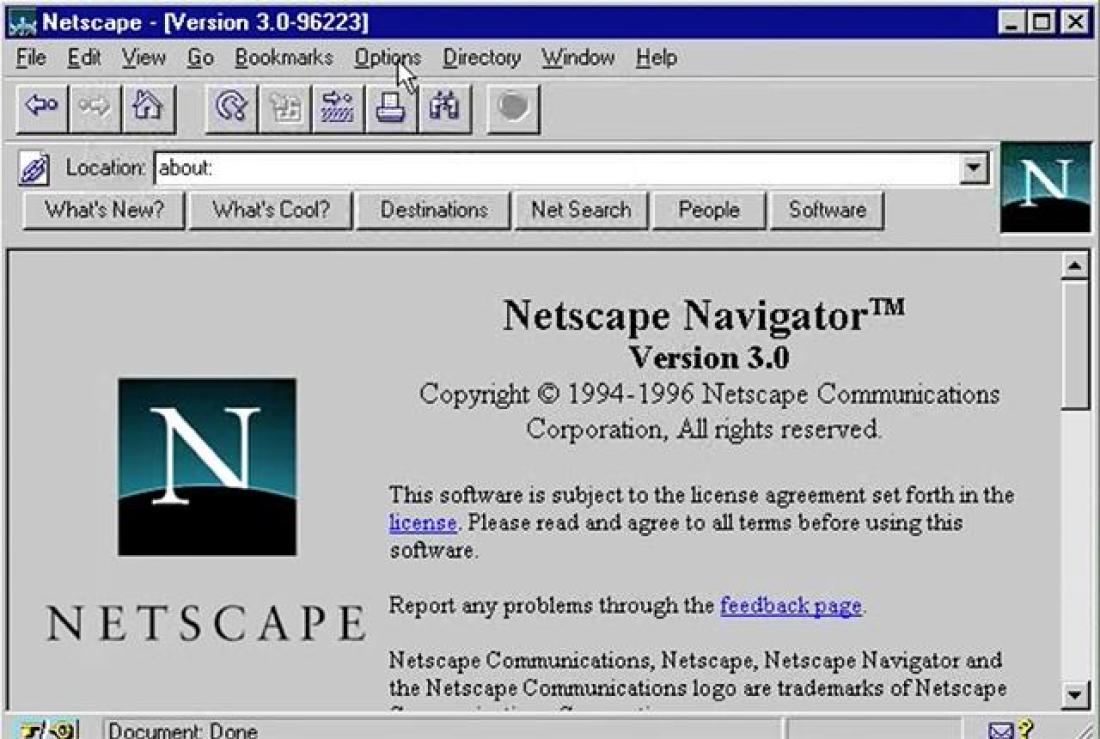 Netscape - [Version 3.0-96223]
File Edit View Go Bookmarks Options Directory Window Help
Location: about:
N
What's New? What's Cool? Destinations Net Search People Software
Netscape Navigator™
Version 3.0
Copyright © 1994-1996 Netscape Communications
Corporation, All rights reserved.
N
NETSCAPE
This software is subject to the license agreement set forth in the
license. Please read and agree to all terms before using this
software.
Report any problems through the feedback page.
Netscape Communications, Netscape, Netscape Navigator and
the Netscape Communications logo are trademarks of Netscape
Document: Done